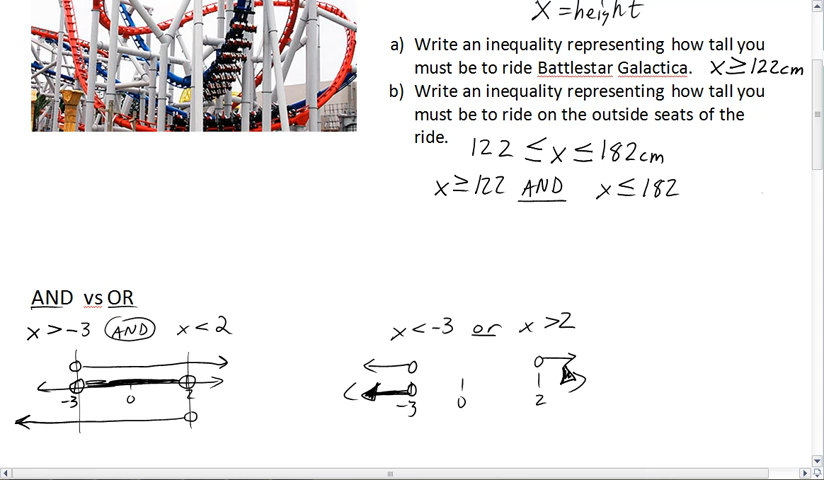 x = height
a) Write an inequality representing how tall you
must be to ride Battlestar Galactica. x ≥ 122cm
b) Write an inequality representing how tall you
must be to ride on the outside seats of the
ride.
122 ≤ x ≤ 182cm
x ≥ 122 AND x ≤ 182
AND vs OR
x > -3 AND x < 2
x < -3 or x > 2
-3 0 2
-3 0 2